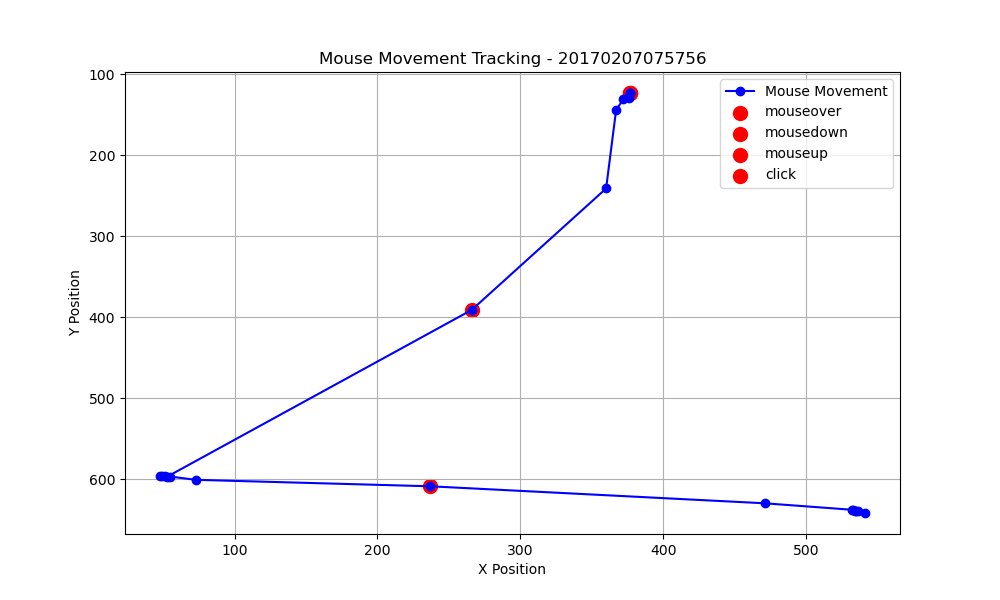 Mouse Movement Tracking - 20170207075756
Mouse Movement
mouseover
mousedown
mouseup
click
100
200
300
400
500
600
Y Position
100
200
300
400
500
X Position